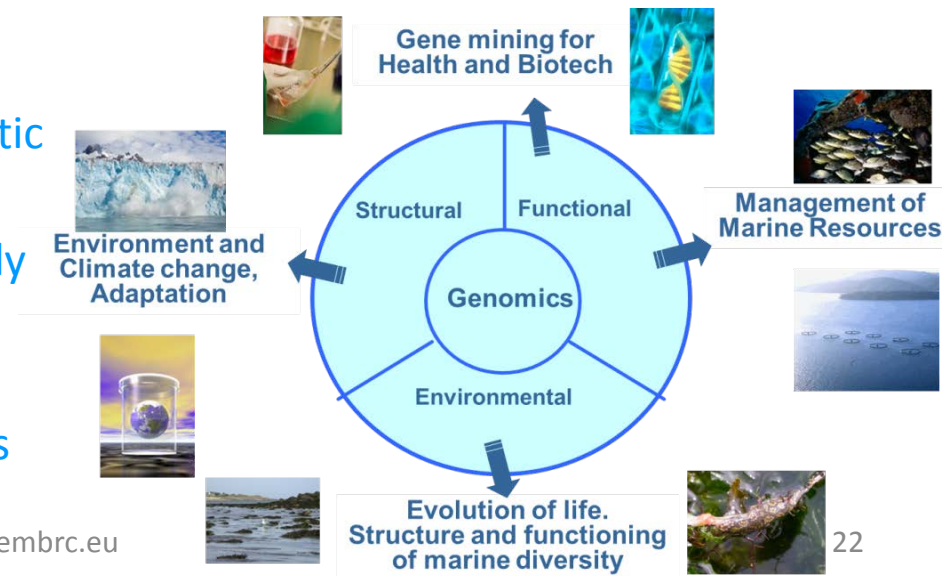 Gene mining for
Health and Biotech
tic
Structural
Functional
Management of
Marine Resources
Environment and
Climate change,
Adaptation
ly
Genomics
Environmental
s
Evolution of life.
Structure and functioning
of marine diversity
embrc.eu
22